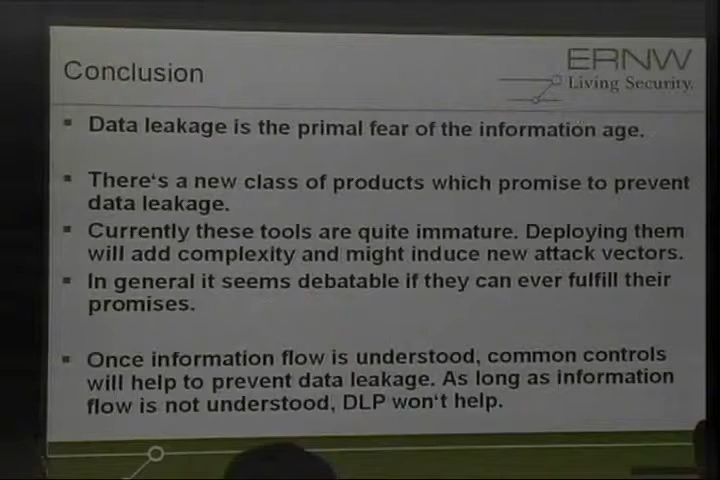 Conclusion
ERNW
Living Security.
▪ Data leakage is the primal fear of the information age.
▪ There's a new class of products which promise to prevent
data leakage.
▪ Currently these tools are quite immature. Deploying them
will add complexity and might induce new attack vectors.
▪ In general it seems debatable if they can ever fulfill their
promises.
▪ Once information flow is understood, common controls
will help to prevent data leakage. As long as information
flow is not understood, DLP won't help.